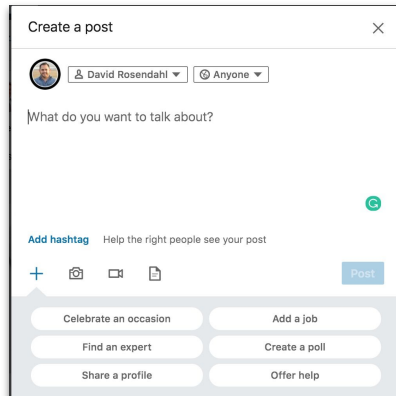 Create a post
David Rosendahl Anyone
What do you want to talk about?
Add hashtag Help the right people see your post
Post
Celebrate an occasion Add a job
Find an expert Create a poll
Share a profile Offer help